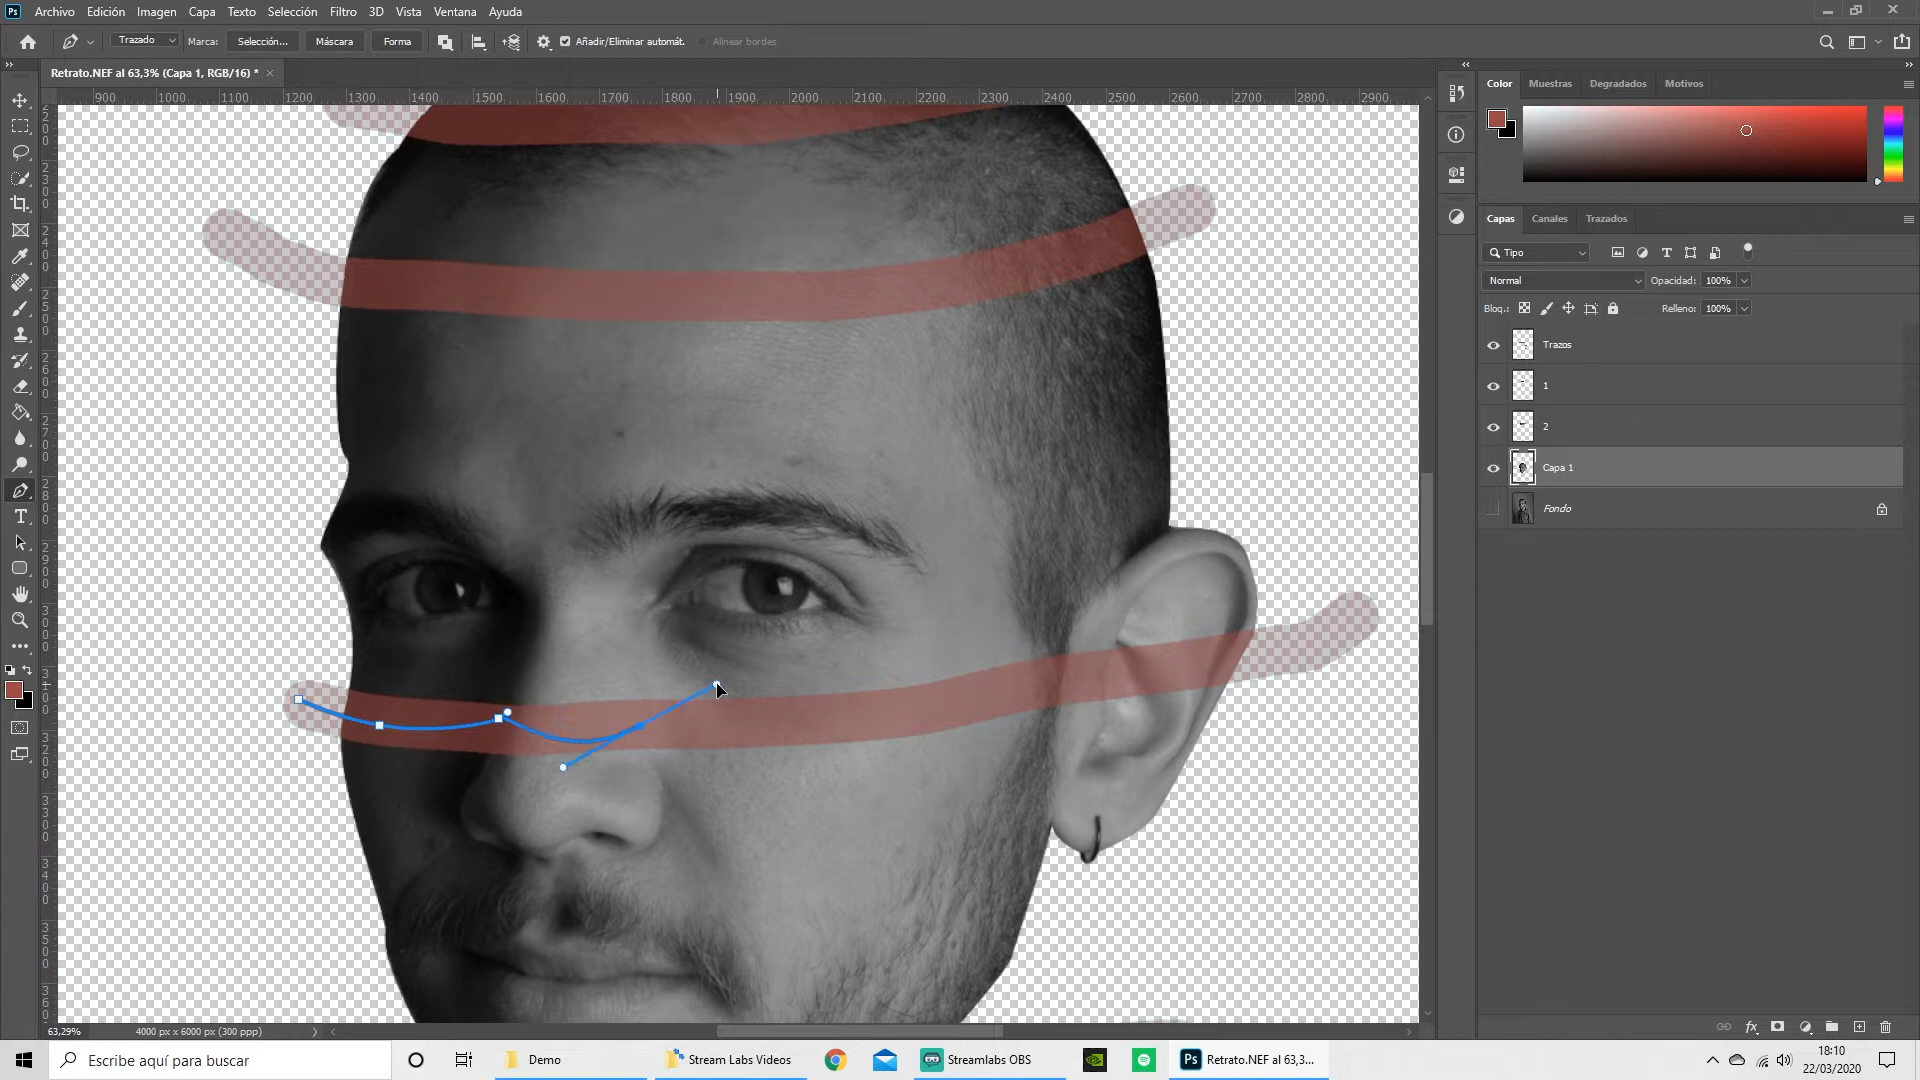 Ps Archivo Edición Imagen Capa Texto Selección Filtro 3D Vista Ventana Ayuda
Trazado Marca: Selección... Máscara Forma Añadir/Eliminar automát. Alinear bordes
Retrato.NEF al 63,3% (Capa 1, RGB/16) * ×
900 1000 1100 1200 1300 1400 1500 1600 1700 1800 1900 2000 2100 2200 2300 2400 2500 2600 2700 2800 2900
Color Muestras Degradados Motivos
Capas Canales Trazados
Tipo
Normal Opacidad: 100%
Bloq.: Relleno: 100%
Trazos
1
2
Capa 1
Fondo
63,29% 4000 px x 6000 px (300 ppp)
Escribe aquí para buscar
Demo
Stream Labs Videos
Streamlabs OBS
Ps Retrato.NEF al 63,3...
18:10
22/03/2020